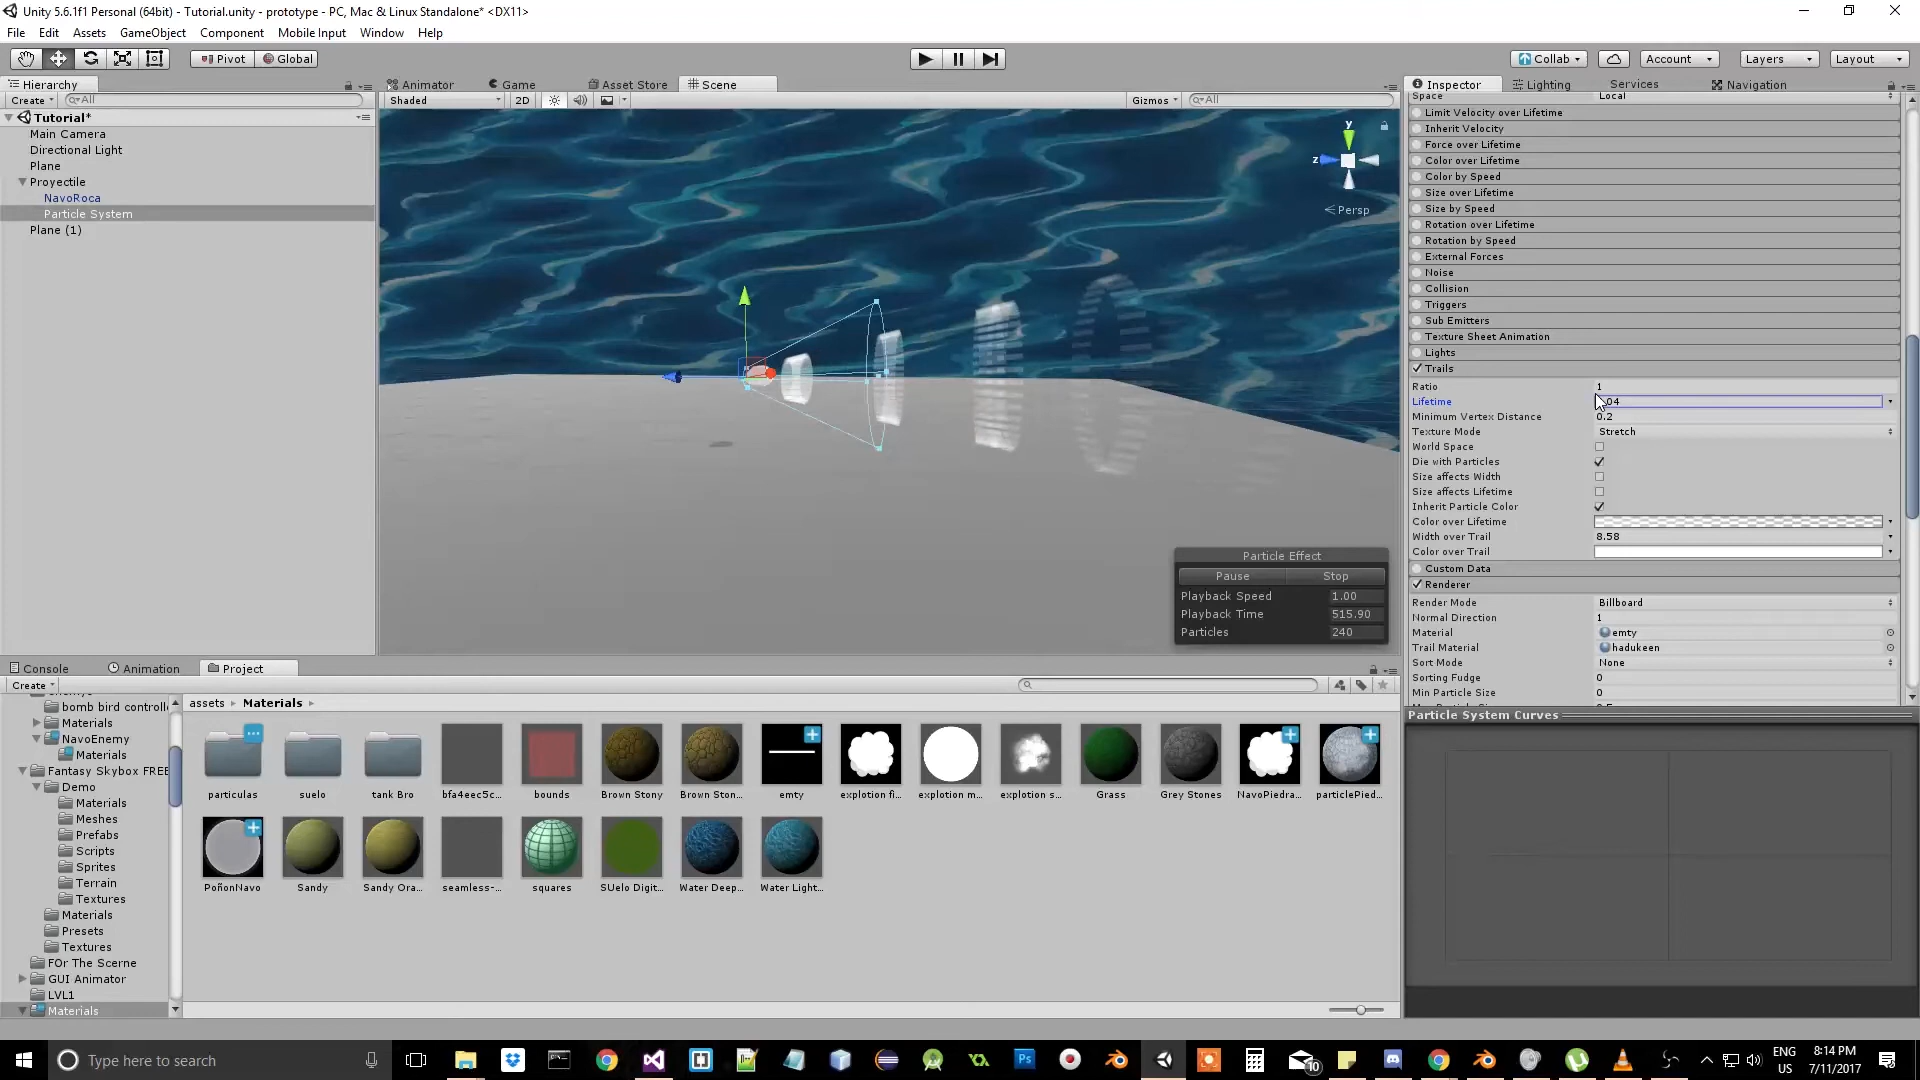 Unity 5.6.1f1 Personal (64bit) - Tutorial.unity - prototype - PC, Mac & Linux Standalone* <DX11>
File Edit Assets GameObject Component Mobile Input Window Help
Pivot Global Collab Account Layers Layout
Hierarchy
Create All
Tutorial*
Main Camera
Directional Light
Plane
Proyectile
NavoRoca
Particle System
Plane (1)
Animator Game Asset Store Scene
Shaded 2D Gizmos All
y
z
Persp
Particle Effect
Pause Stop
Playback Speed 1.00
Playback Time 515.90
Particles 240
Inspector Lighting Services Navigation
Space Local
Limit Velocity over Lifetime
Inherit Velocity
Force over Lifetime
Color over Lifetime
Color by Speed
Size over Lifetime
Size by Speed
Rotation over Lifetime
Rotation by Speed
External Forces
Noise
Collision
Triggers
Sub Emitters
Texture Sheet Animation
Lights
Trails
Ratio 1
Lifetime .04
Minimum Vertex Distance 0.2
Texture Mode Stretch
World Space
Die with Particles
Size affects Width
Size affects Lifetime
Inherit Particle Color
Color over Lifetime
Width over Trail 8.58
Color over Trail
Custom Data
Renderer
Render Mode Billboard
Normal Direction 1
Material emty
Trail Material hadukeen
Sort Mode None
Sorting Fudge 0
Min Particle Size 0
Particle System Curves
Console Animation Project
Create
bomb bird controll
Materials
NavoEnemy
Materials
Fantasy Skybox FREE
Demo
Materials
Meshes
Prefabs
Scripts
Sprites
Terrain
Textures
Materials
Presets
Textures
FOr The Scerne
GUI Animator
LVL1
Materials
assets Materials
particulas suelo tank Bro bfa4eec5c... bounds Brown Stony Brown Ston... emty explotion fi... explotion m... explotion s... Grass Grey Stones NavoPiedra... particlePied...
PoñonNavo Sandy Sandy Ora... seamless-... squares SUelo Digit... Water Deep... Water Light...
Type here to search
Ps
10
ENG
US
8:14 PM
7/11/2017